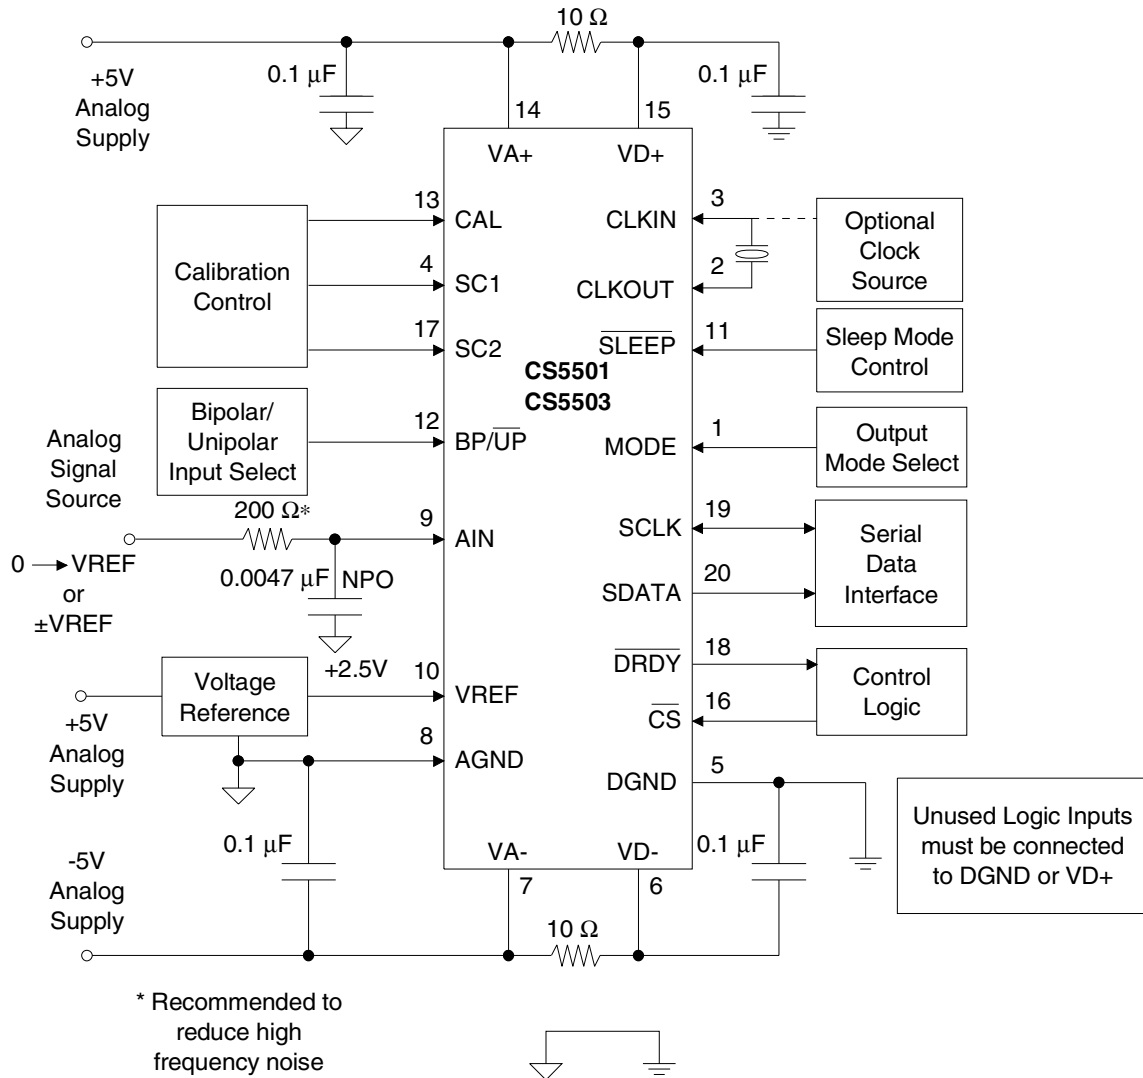 10 Ω
+5V
Analog
Supply
0.1 µF
0.1 µF
14
15
VA+
VD+
13
CAL
3
CLKIN
Optional
Clock
Source
Calibration
Control
4
SC1
2
CLKOUT
17
SC2
SLEEP
11
Sleep Mode
Control
CS5501
CS5503
Bipolar/
Unipolar
Input Select
12
BP/UP
MODE
1
Output
Mode Select
Analog
Signal
Source
200 Ω*
9
AIN
SCLK
19
Serial
Data
Interface
0 → VREF
or
±VREF
0.0047 µF
NPO
SDATA
20
DRDY
18
Control
Logic
+2.5V
Voltage
Reference
10
VREF
CS
16
+5V
Analog
Supply
8
AGND
DGND
5
Unused Logic Inputs
must be connected
to DGND or VD+
0.1 µF
0.1 µF
-5V
Analog
Supply
VA-
VD-
7
6
10 Ω
* Recommended to
reduce high
frequency noise